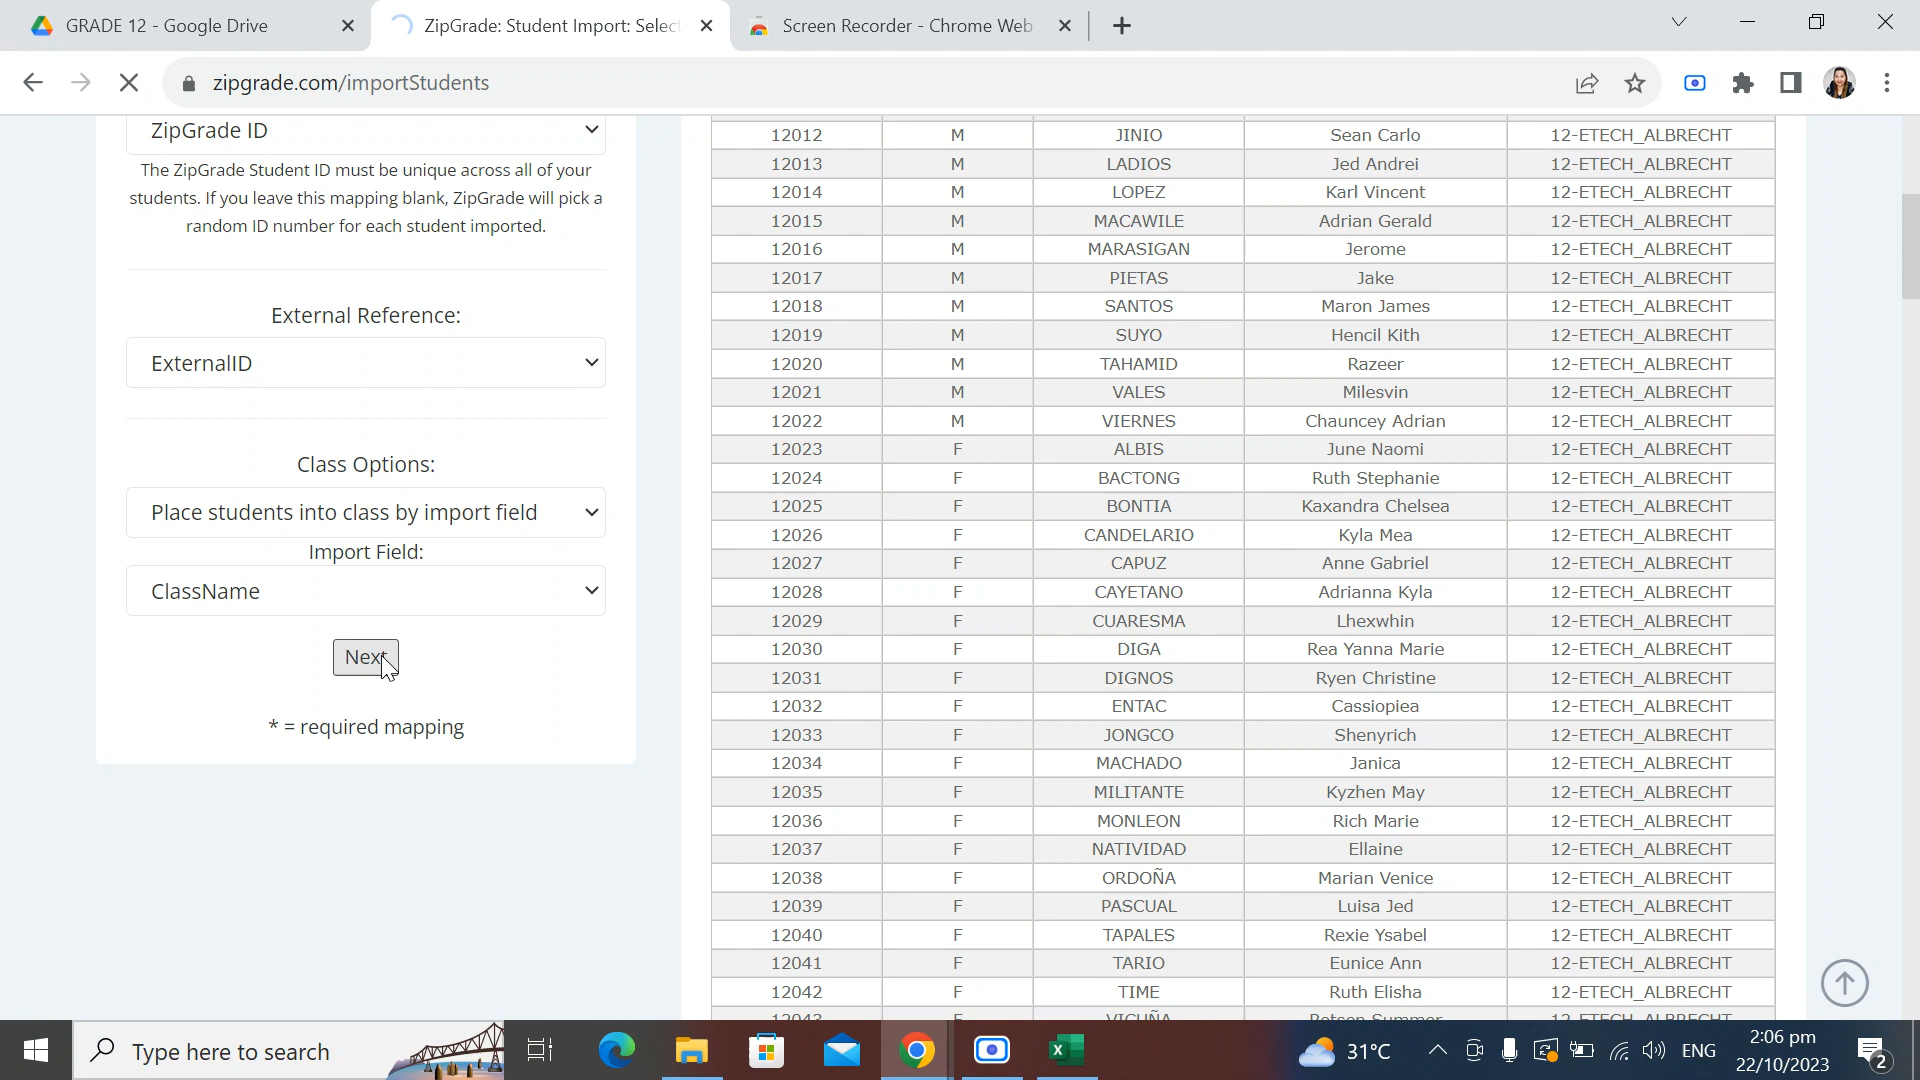 GRADE 12 - Google Drive
ZipGrade: Student Import: Select
Screen Recorder - Chrome Web
zipgrade.com/importStudents
ZipGrade ID
The ZipGrade Student ID must be unique across all of your
students. If you leave this mapping blank, ZipGrade will pick a
random ID number for each student imported.
External Reference:
ExternalID
Class Options:
Place students into class by import field
Import Field:
ClassName
Next
* = required mapping
12012 M JINIO Sean Carlo 12-ETECH_ALBRECHT
12013 M LADIOS Jed Andrei 12-ETECH_ALBRECHT
12014 M LOPEZ Karl Vincent 12-ETECH_ALBRECHT
12015 M MACAWILE Adrian Gerald 12-ETECH_ALBRECHT
12016 M MARASIGAN Jerome 12-ETECH_ALBRECHT
12017 M PIETAS Jake 12-ETECH_ALBRECHT
12018 M SANTOS Maron James 12-ETECH_ALBRECHT
12019 M SUYO Hencil Kith 12-ETECH_ALBRECHT
12020 M TAHAMID Razeer 12-ETECH_ALBRECHT
12021 M VALES Milesvin 12-ETECH_ALBRECHT
12022 M VIERNES Chauncey Adrian 12-ETECH_ALBRECHT
12023 F ALBIS June Naomi 12-ETECH_ALBRECHT
12024 F BACTONG Ruth Stephanie 12-ETECH_ALBRECHT
12025 F BONTIA Kaxandra Chelsea 12-ETECH_ALBRECHT
12026 F CANDELARIO Kyla Mea 12-ETECH_ALBRECHT
12027 F CAPUZ Anne Gabriel 12-ETECH_ALBRECHT
12028 F CAYETANO Adrianna Kyla 12-ETECH_ALBRECHT
12029 F CUARESMA Lhexwhin 12-ETECH_ALBRECHT
12030 F DIGA Rea Yanna Marie 12-ETECH_ALBRECHT
12031 F DIGNOS Ryen Christine 12-ETECH_ALBRECHT
12032 F ENTAC Cassiopiea 12-ETECH_ALBRECHT
12033 F JONGCO Shenyrich 12-ETECH_ALBRECHT
12034 F MACHADO Janica 12-ETECH_ALBRECHT
12035 F MILITANTE Kyzhen May 12-ETECH_ALBRECHT
12036 F MONLEON Rich Marie 12-ETECH_ALBRECHT
12037 F NATIVIDAD Ellaine 12-ETECH_ALBRECHT
12038 F ORDOÑA Marian Venice 12-ETECH_ALBRECHT
12039 F PASCUAL Luisa Jed 12-ETECH_ALBRECHT
12040 F TAPALES Rexie Ysabel 12-ETECH_ALBRECHT
12041 F TARIO Eunice Ann 12-ETECH_ALBRECHT
12042 F TIME Ruth Elisha 12-ETECH_ALBRECHT
12043 F VICUÑA 12-ETECH_ALBRECHT
Type here to search
31°C
ENG
2:06 pm
22/10/2023
2